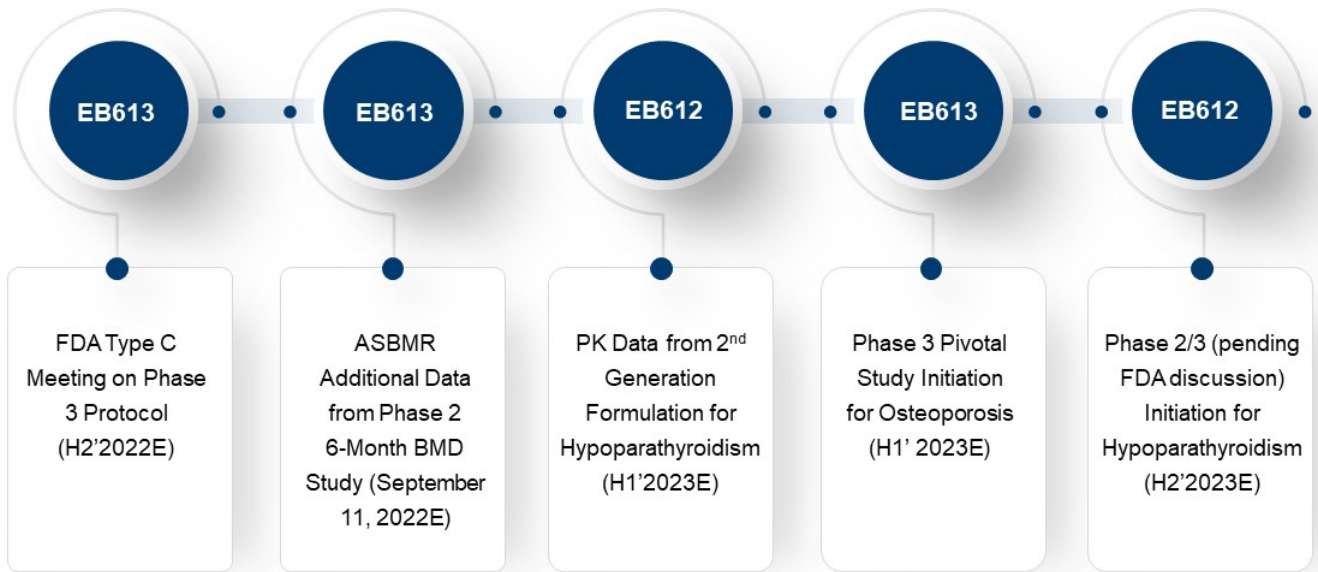 EB613
EB613
EB612
EB613
EB612
FDA Type C
Meeting on Phase
3 Protocol
(H2’2022E)
ASBMR
Additional Data
from Phase 2
6-Month BMD
Study (September
11, 2022E)
PK Data from 2nd
Generation
Formulation for
Hypoparathyroidism
(H1’2023E)
Phase 3 Pivotal
Study Initiation
for Osteoporosis
(H1’ 2023E)
Phase 2/3 (pending
FDA discussion)
Initiation for
Hypoparathyroidism
(H2’2023E)